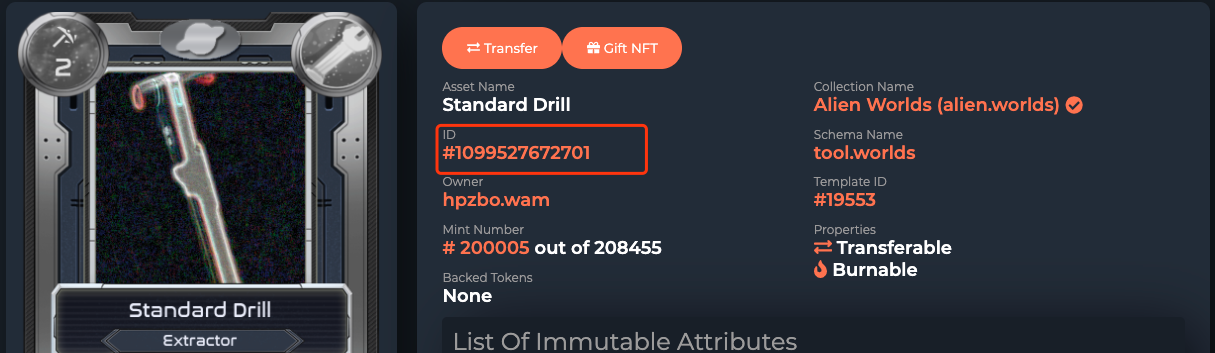 2
Standard Drill
Extractor
Transfer
Gift NFT
Asset Name
Standard Drill
Collection Name
Alien Worlds (alien.worlds)
ID
#1099527672701
Schema Name
tool.worlds
Owner
hpzbo.wam
Template ID
#19553
Mint Number
# 200005 out of 208455
Properties
Transferable
Burnable
Backed Tokens
None
List Of Immutable Attributes